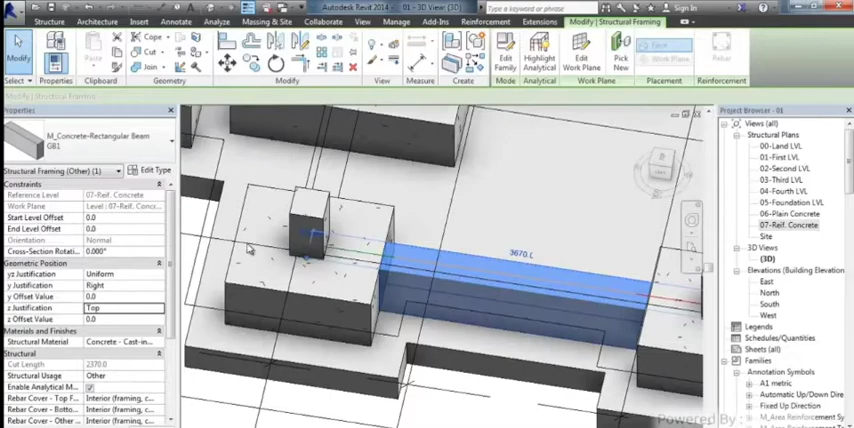 Autodesk Revit 2014 - 01 - 3D View: {3D}
Type a keyword or phrase
Sign In
Structure Architecture Insert Annotate Analyze Massing & Site Collaborate View Manage Add-Ins Reinforcement Extensions Modify | Structural Framing
Modify
Properties
Paste
Cope
Cut
Join
Measure
Create
Edit Family
Highlight Analytical
Edit Work Plane
Pick New
Face
Work Plane
Rebar
Select
Properties
Clipboard
Geometry
Modify
View
Measure
Create
Mode
Analytical
Work Plane
Placement
Reinforcement
Modify | Structural Framing
Properties
M_Concrete-Rectangular Beam
GB1
Structural Framing (Other) (1)
Edit Type
Constraints
Reference Level 07-Reif. Concrete
Work Plane Level : 07-Reif. Conc...
Start Level Offset 0.0
End Level Offset 0.0
Orientation Normal
Cross-Section Rotati... 0.000°
Geometric Position
yz Justification Uniform
y Justification Right
y Offset Value 0.0
z Justification Top
z Offset Value 0.0
Materials and Finishes
Structural Material Concrete - Cast-in...
Structural
Cut Length 2370.0
Structural Usage Other
Enable Analytical M...
Rebar Cover - Top F... Interior (framing, c...
Rebar Cover - Botto... Interior (framing, c...
Rebar Cover - Other ... Interior (framing, c...
3670.0
Powered By :
Project Browser - 01
Views (all)
Structural Plans
00-Land LVL
01-First LVL
02-Second LVL
03-Third LVL
04-Fourth LVL
05-Foundation LVL
06-Plain Concrete
07-Reif. Concrete
Site
3D Views
{3D}
Elevations (Building Elevation)
East
North
South
West
Legends
Schedules/Quantities
Sheets (all)
Families
Annotation Symbols
A1 metric
Automatic Up/Down Dire
Fixed Up Direction
M_Area Reinforcement S